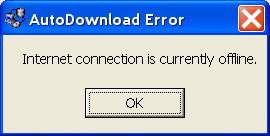 AutoDownload Error
Internet connection is currently offline.
OK